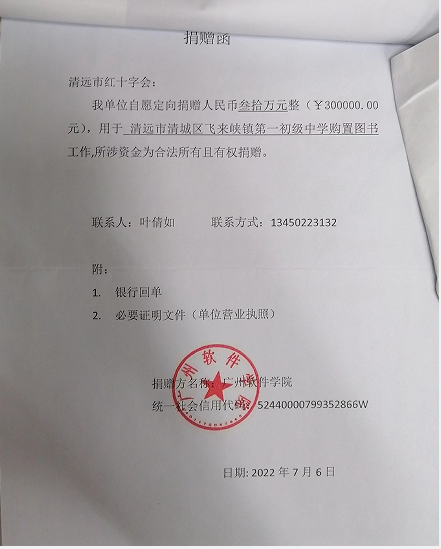 捐赠函
清远市红十字会：
我单位自愿定向捐赠人民币叁拾万元整（￥300000.00
元），用于 清远市清城区飞来峡镇第一初级中学购置图书
工作,所涉资金为合法所有且有权捐赠。
联系人：叶倩如 联系方式：13450223132
附：
1. 银行回单
2. 必要证明文件（单位营业执照）
广州软件学院
捐赠方名称：广州软件学院
统一社会信用代码：52440000799352866W
日期: 2022 年 7 月 6 日